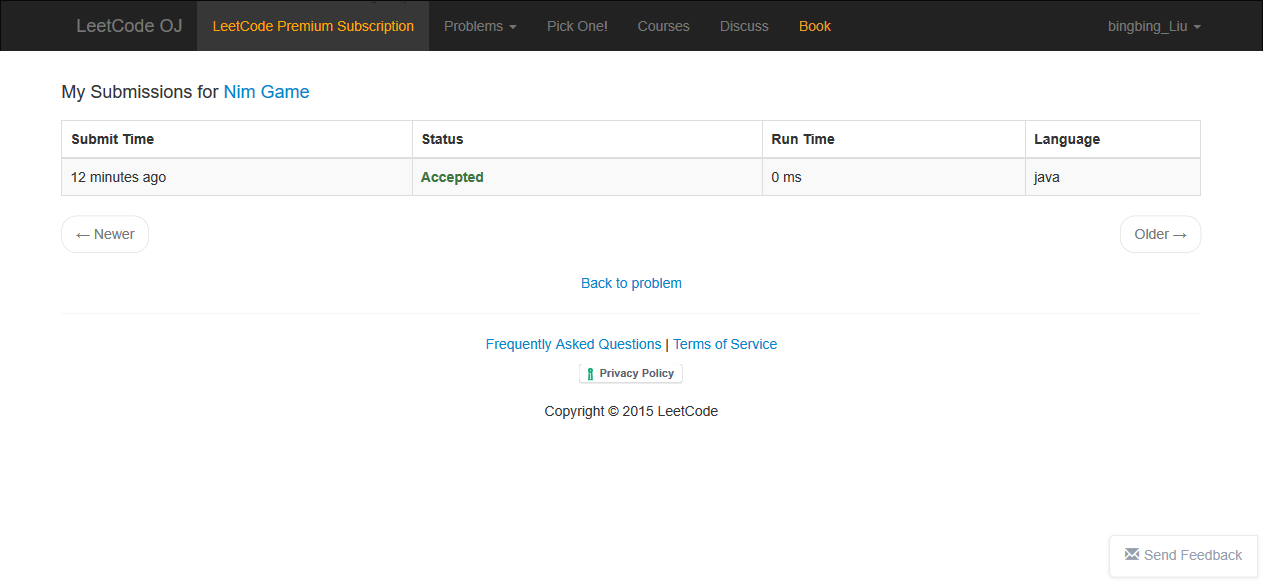 LeetCode OJ LeetCode Premium Subscription Problems Pick One! Courses Discuss Book bingbing_Liu
My Submissions for Nim Game
Submit Time Status Run Time Language
12 minutes ago Accepted 0 ms java
← Newer Older →
Back to problem
Frequently Asked Questions | Terms of Service
Privacy Policy
Copyright © 2015 LeetCode
Send Feedback